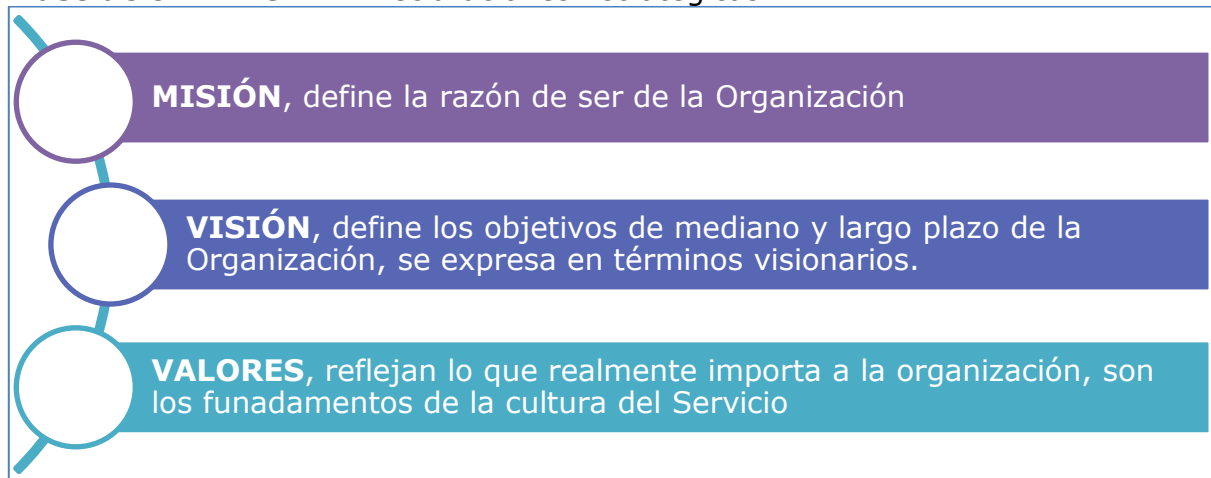 MISIÓN, define la razón de ser de la Organización
VISIÓN, define los objetivos de mediano y largo plazo de la
Organización, se expresa en términos visionarios.
VALORES, reflejan lo que realmente importa a la organización, son
los funadamentos de la cultura del Servicio